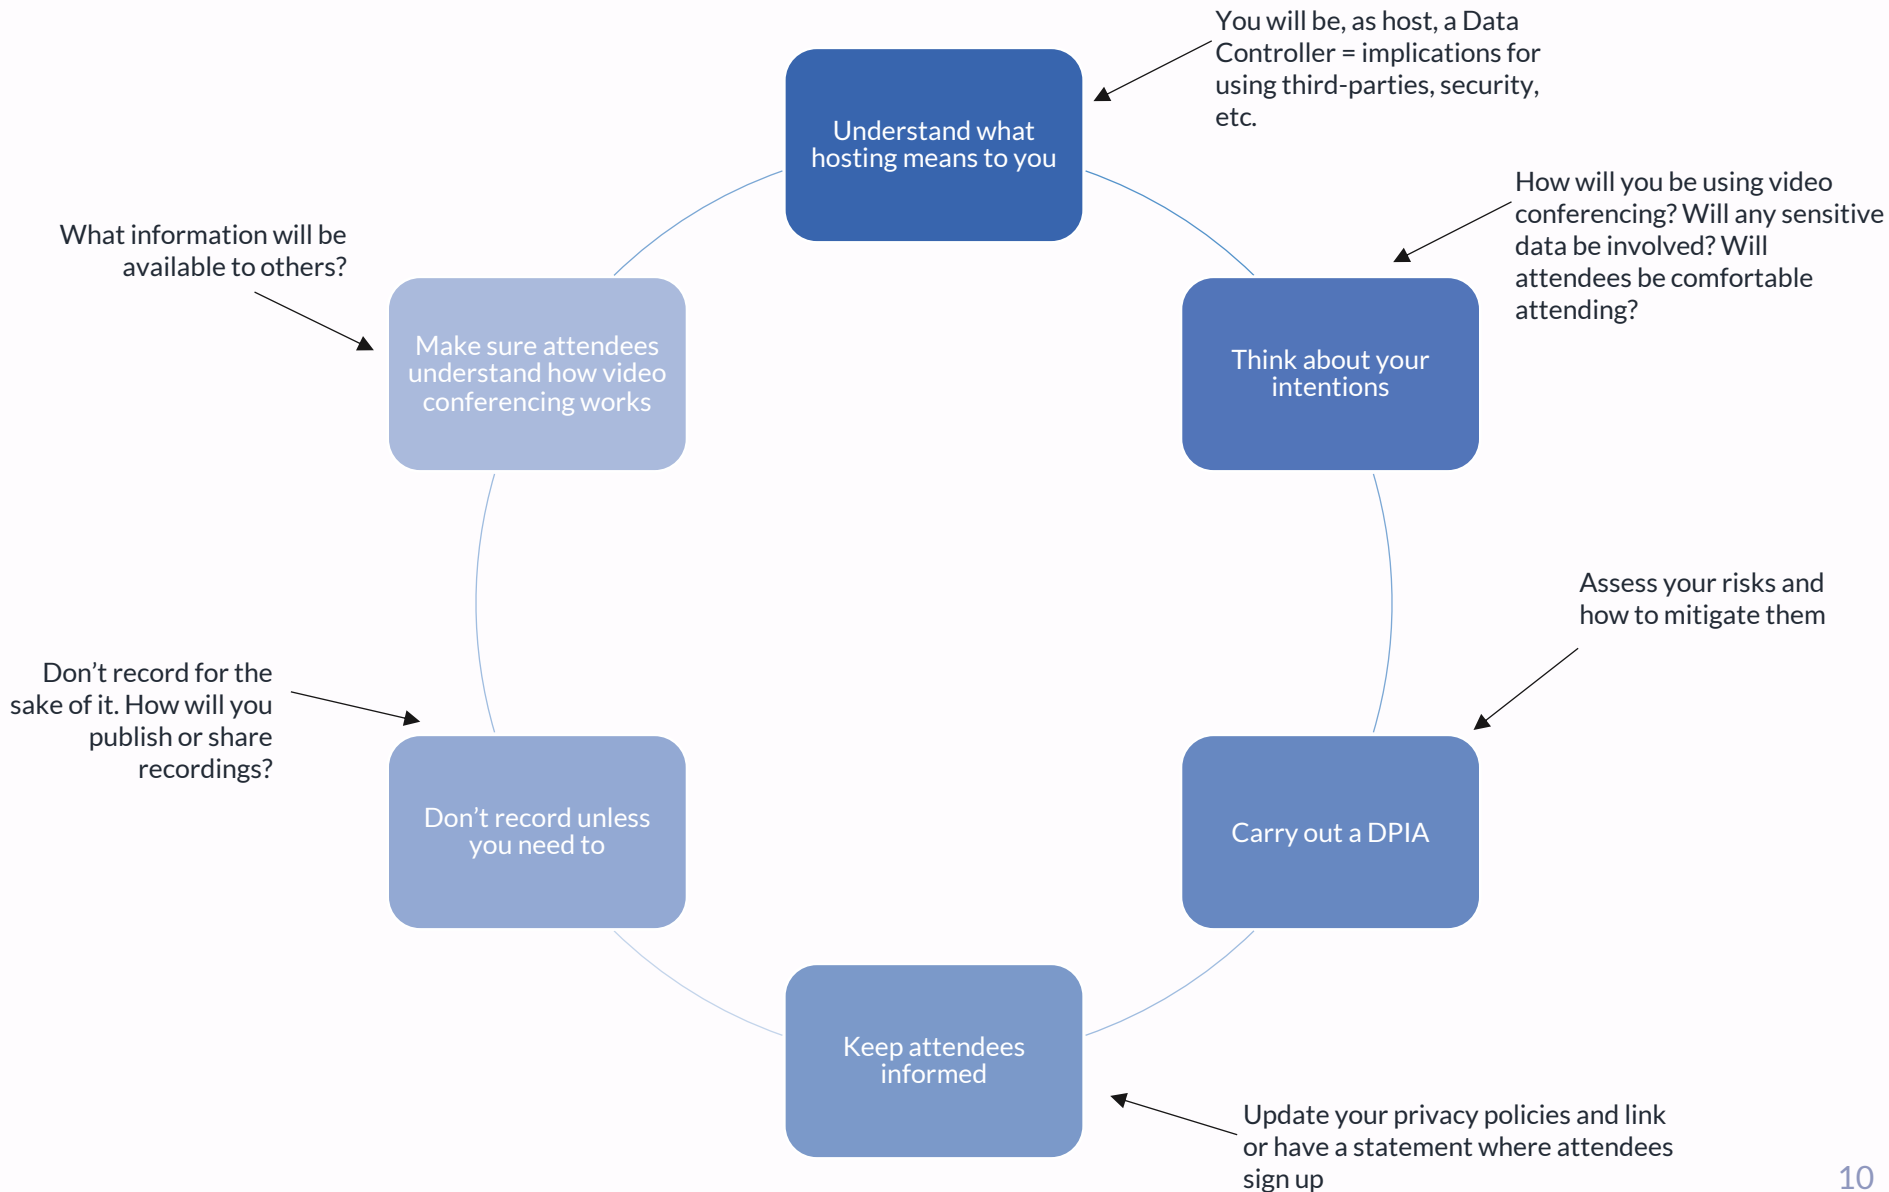 You will be, as host, a Data
Controller = implications for
using third-parties, security,
etc.
Understand what
hosting means to you
How will you be using video
conferencing? Will any sensitive
data be involved? Will
attendees be comfortable
attending?
Think about your
intentions
Assess your risks and
how to mitigate them
Carry out a DPIA
Update your privacy policies and link
or have a statement where attendees
sign up
Keep attendees
informed
Don’t record for the
sake of it. How will you
publish or share
recordings?
Don’t record unless
you need to
What information will be
available to others?
Make sure attendees
understand how video
conferencing works
10